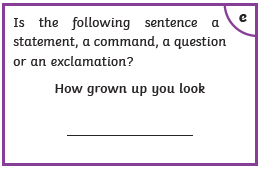 c
Is the following sentence a
statement, a command, a question
or an exclamation?
How grown up you look